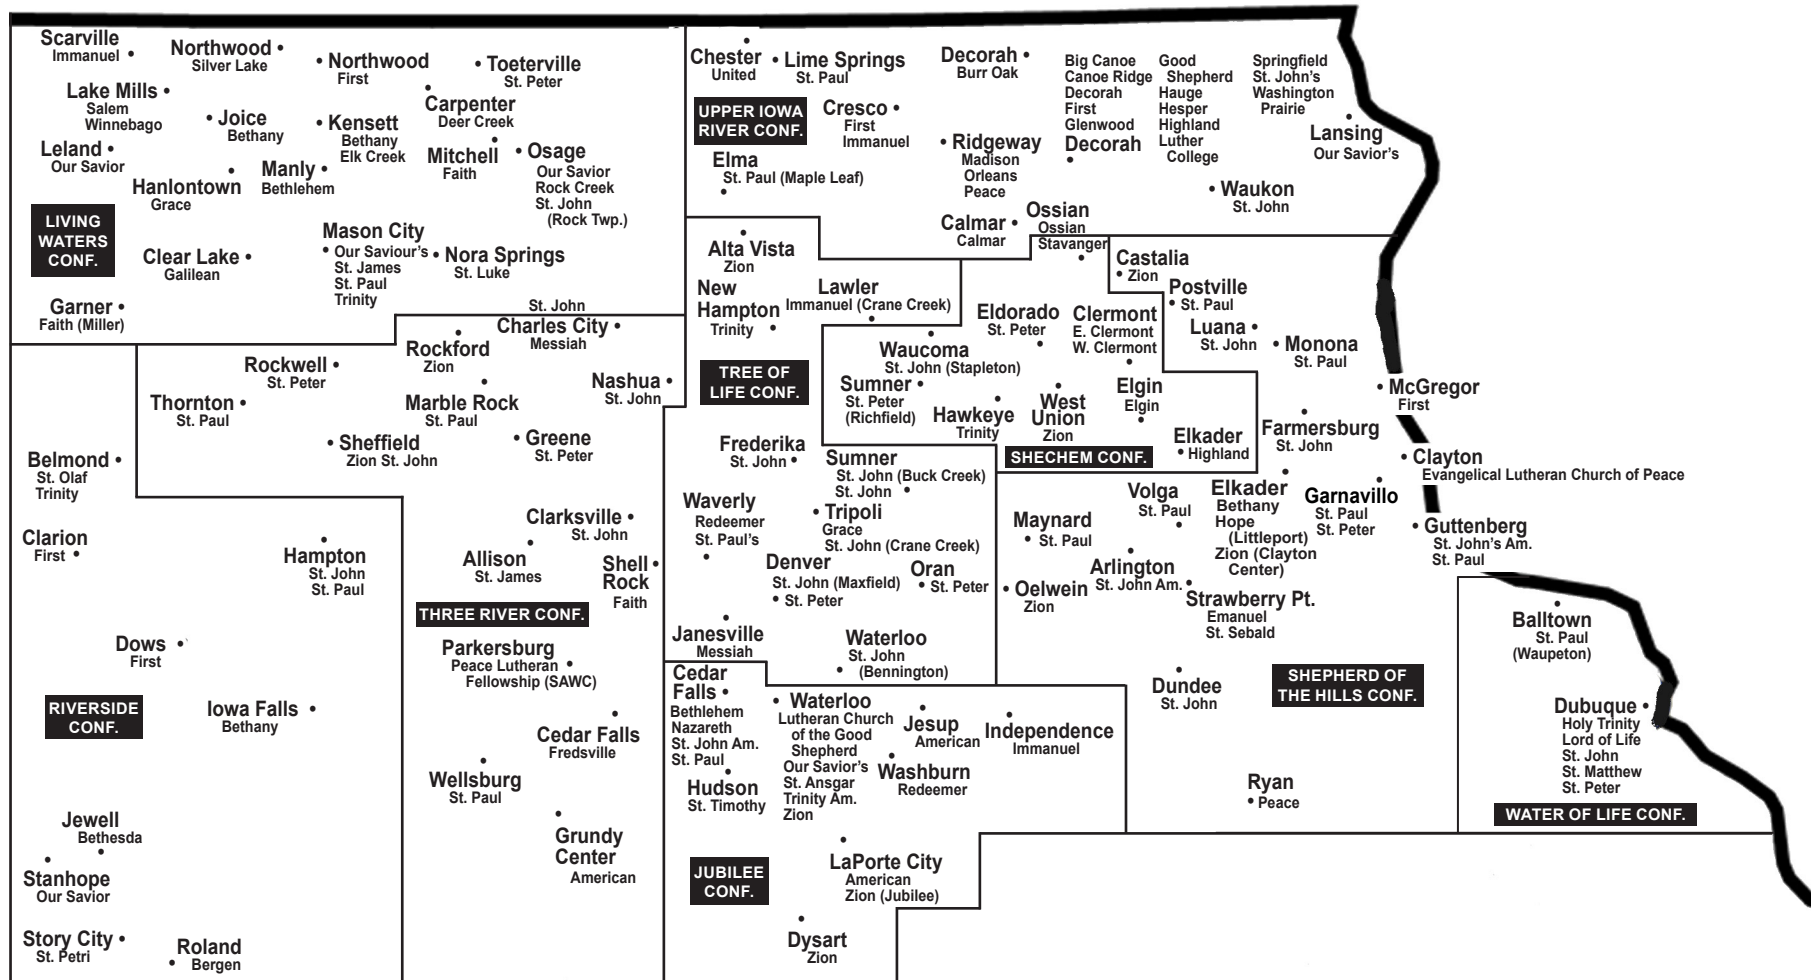 Scarville
Immanuel
Northwood
Silver Lake
Northwood
First
Toeterville
St. Peter
Lake Mills
Salem
Winnebago
Joice
Bethany
Kensett
Bethany
Elk Creek
Carpenter
Deer Creek
Leland
Our Savior
Hanlontown
Grace
Manly
Bethlehem
Mitchell
Faith
Osage
Our Savior
Rock Creek
St. John
(Rock Twp.)
LIVING
WATERS
CONF.
Clear Lake
Galilean
Mason City
Our Saviour's
St. James
St. Paul
Trinity
Nora Springs
St. Luke
Garner
Faith (Miller)
St. John
Charles City
Messiah
Chester
United
Lime Springs
St. Paul
Decorah
Burr Oak
Big Canoe
Canoe Ridge
Decorah
First
Glenwood
Decorah
Good
Shepherd
Hauge
Hesper
Highland
Luther
College
Springfield
St. John's
Washington
Prairie
Lansing
Our Savior's
UPPER IOWA
RIVER CONF.
Cresco
First
Immanuel
Elma
St. Paul (Maple Leaf)
Ridgeway
Madison
Orleans
Peace
Waukon
St. John
Calmar
Calmar
Ossian
Ossian
Stavanger
Alta Vista
Zion
New
Hampton
Trinity
Lawler
Immanuel (Crane Creek)
TREE OF
LIFE CONF.
Castalia
Zion
Postville
St. Paul
Luana
St. John
Monona
St. Paul
McGregor
First
Eldorado
St. Peter
Clermont
E. Clermont
W. Clermont
Waucoma
St. John (Stapleton)
Sumner
St. Peter
(Richfield)
Hawkeye
Trinity
West
Union
Zion
Elgin
Elgin
Elkader
Highland
SHECHEM CONF.
Farmersburg
St. John
Clayton
Evangelical Lutheran Church of Peace
Rockwell
St. Peter
Rockford
Zion
Thornton
St. Paul
Marble Rock
St. Paul
Nashua
St. John
Sheffield
Zion St. John
Greene
St. Peter
Belmond
St. Olaf
Trinity
Clarion
First
Hampton
St. John
St. Paul
Clarksville
St. John
Allison
St. James
Shell
Rock
Faith
THREE RIVER CONF.
Parkersburg
Peace Lutheran
Fellowship (SAWC)
Frederika
St. John
Sumner
St. John (Buck Creek)
St. John
Waverly
Redeemer
St. Paul's
Tripoli
Grace
St. John (Crane Creek)
Denver
St. John (Maxfield)
St. Peter
Oran
St. Peter
Janesville
Messiah
Waterloo
St. John
(Bennington)
Volga
St. Paul
Elkader
Bethany
Hope
(Littleport)
Zion (Clayton
Center)
Garnavillo
St. Paul
St. Peter
Guttenberg
St. John's Am.
St. Paul
Maynard
St. Paul
Arlington
St. John Am.
Oelwein
Zion
Strawberry Pt.
Emanuel
St. Sebald
Dundee
St. John
SHEPHERD OF
THE HILLS CONF.
Ryan
Peace
Balltown
St. Paul
(Waupeton)
Dubuque
Holy Trinity
Lord of Life
St. John
St. Matthew
St. Peter
WATER OF LIFE CONF.
Dows
First
RIVERSIDE
CONF.
Iowa Falls
Bethany
Jewell
Bethesda
Stanhope
Our Savior
Story City
St. Petri
Roland
Bergen
Cedar Falls
Fredsville
Wellsburg
St. Paul
Grundy
Center
American
Cedar
Falls
Bethlehem
Nazareth
St. John Am.
St. Paul
Hudson
St. Timothy
Waterloo
Lutheran Church
of the Good
Shepherd
Our Savior's
St. Ansgar
Trinity Am.
Zion
Jesup
American
Independence
Immanuel
Washburn
Redeemer
JUBILEE
CONF.
LaPorte City
American
Zion (Jubilee)
Dysart
Zion